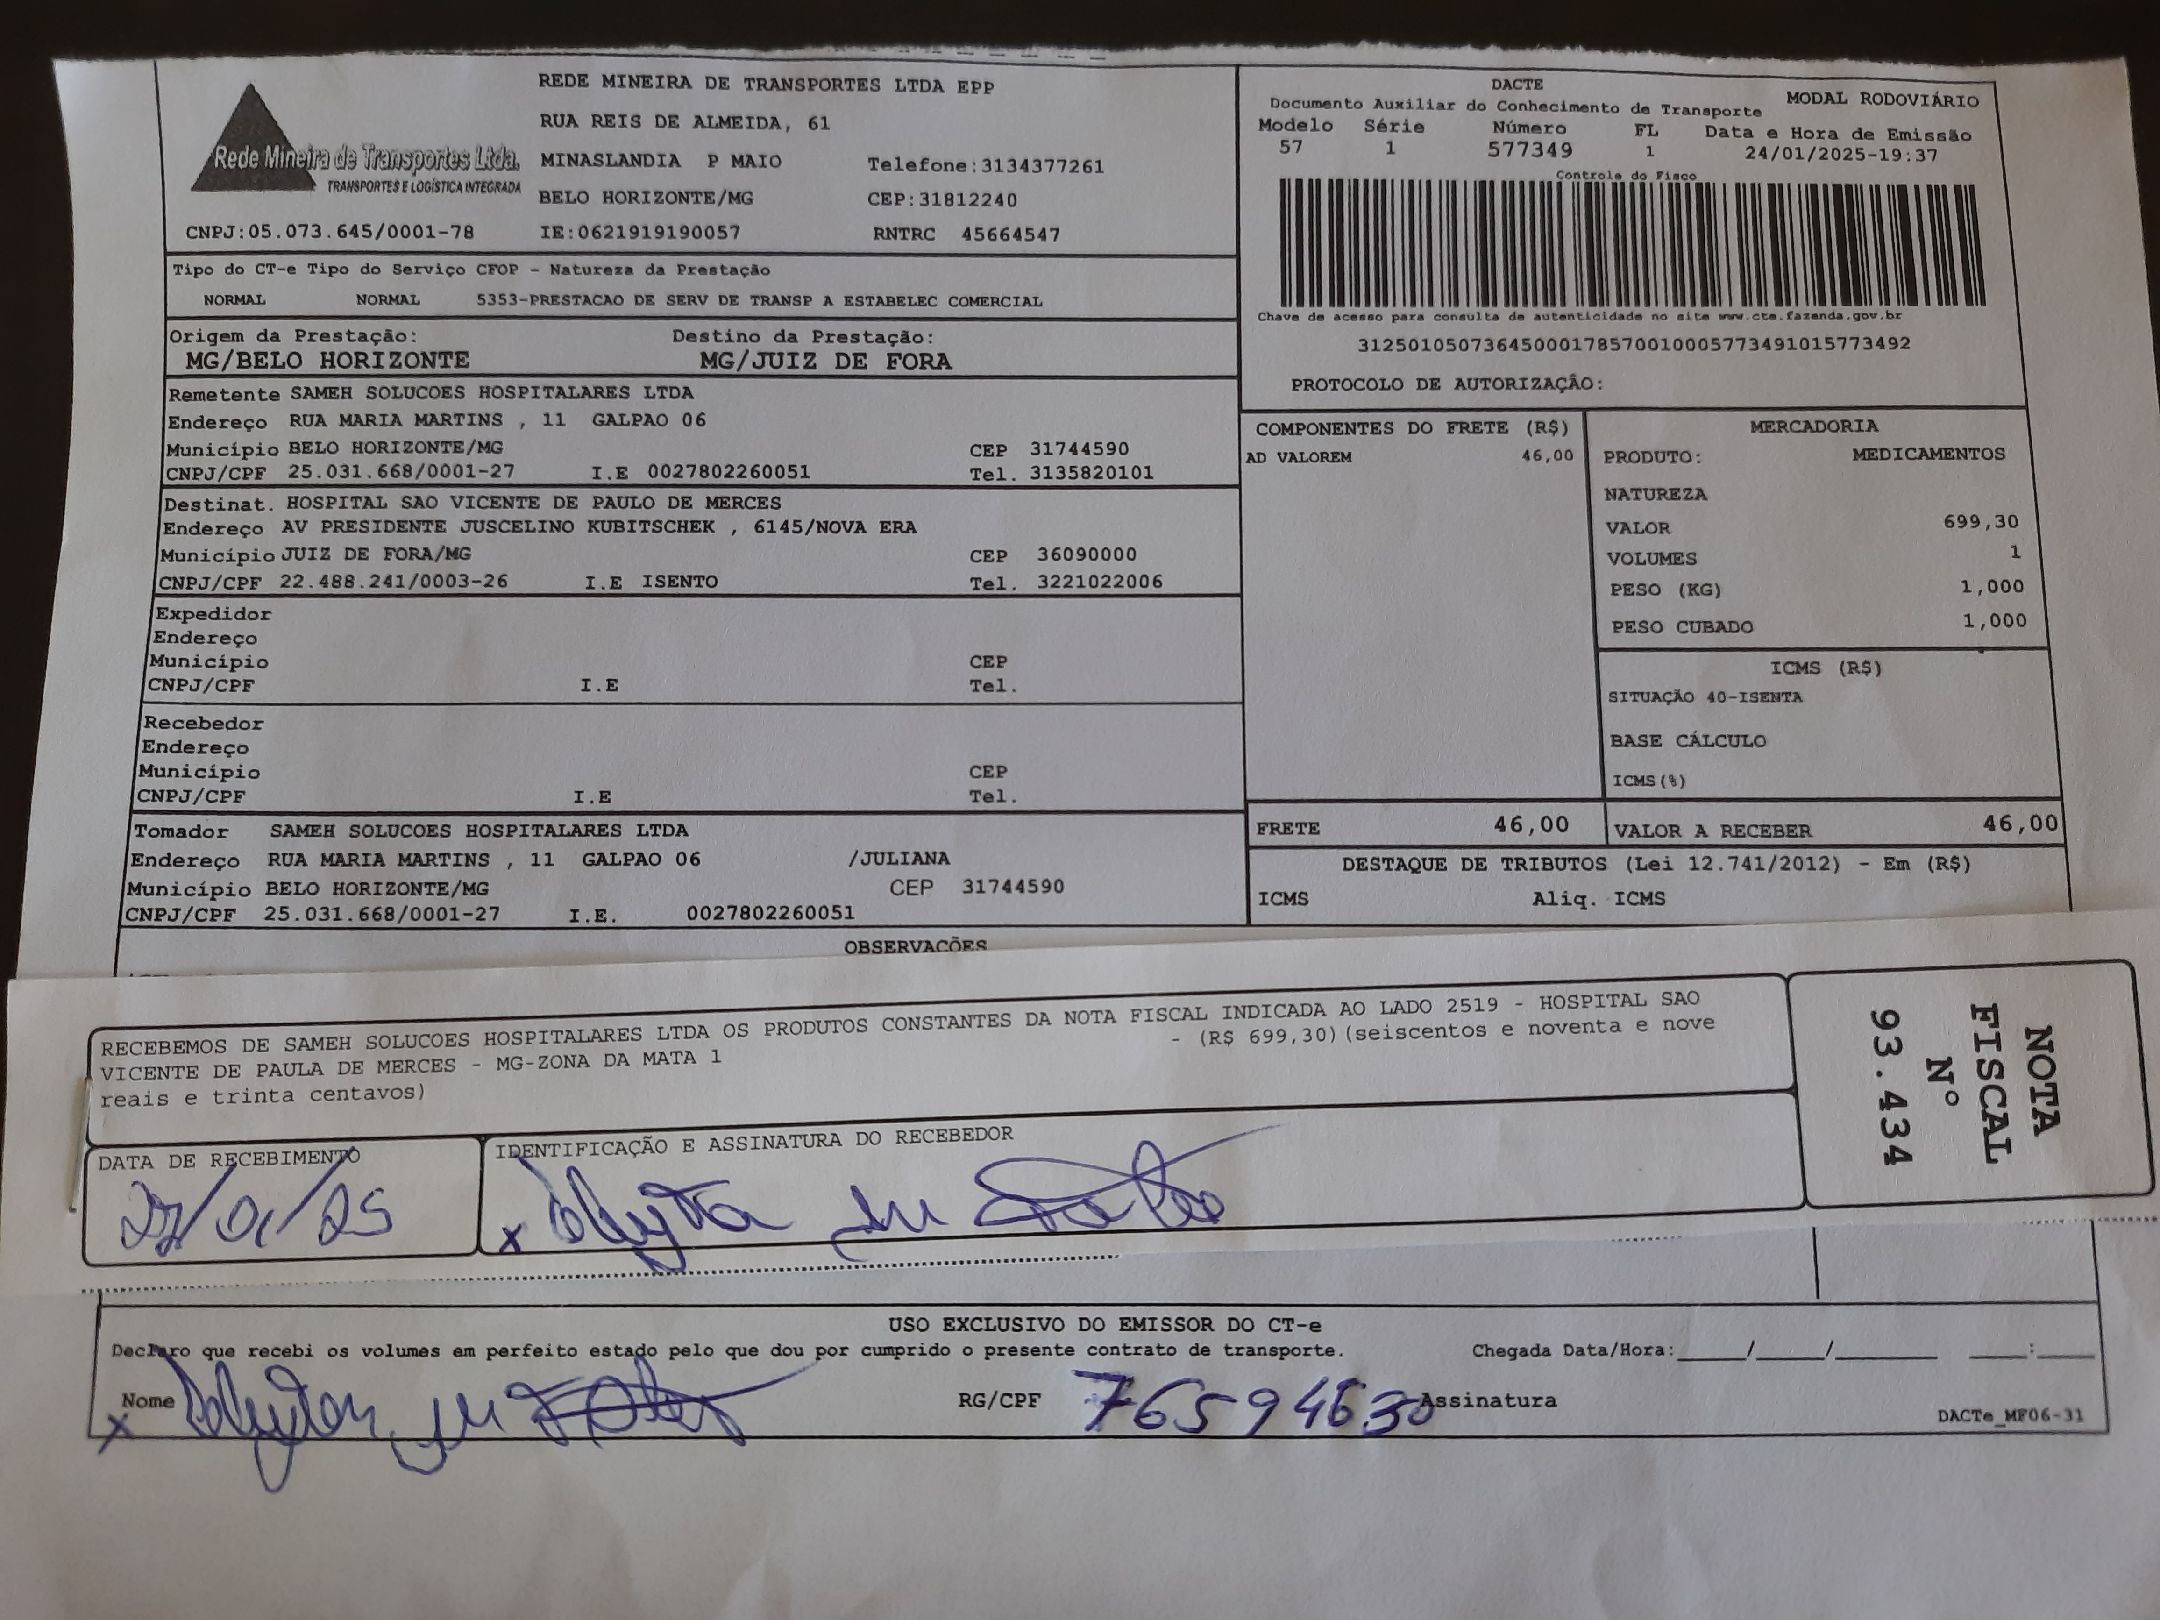 REDE MINEIRA DE TRANSPORTES LTDA EPP
RUA REIS DE ALMEIDA, 61
Rede Mineira de Transportes Ltda.
TRANSPORTES E LOGÍSTICA INTEGRADA
MINASLANDIA P MAIO Telefone:3134377261
BELO HORIZONTE/MG CEP:31812240
CNPJ:05.073.645/0001-78 IE:0621919190057 RNTRC 45664547
DACTE
Documento Auxiliar do Conhecimento de Transporte MODAL RODOVIÁRIO
Modelo Série Número FL Data e Hora de Emissão
57 1 577349 1 24/01/2025-19:37
Controle do Fisco
Chave de acesso para consulta de autenticidade no site www.cte.fazenda.gov.br
31250105073645000178570010005773491015773492
PROTOCOLO DE AUTORIZAÇÃO:
Tipo do CT-e Tipo do Serviço CFOP - Natureza da Prestação
NORMAL NORMAL 5353-PRESTACAO DE SERV DE TRANSP A ESTABELEC COMERCIAL
Origem da Prestação: Destino da Prestação:
MG/BELO HORIZONTE MG/JUIZ DE FORA
Remetente SAMEH SOLUCOES HOSPITALARES LTDA
Endereço RUA MARIA MARTINS , 11 GALPAO 06
Município BELO HORIZONTE/MG CEP 31744590
CNPJ/CPF 25.031.668/0001-27 I.E 0027802260051 Tel. 3135820101
Destinat. HOSPITAL SAO VICENTE DE PAULO DE MERCES
Endereço AV PRESIDENTE JUSCELINO KUBITSCHEK , 6145/NOVA ERA
Município JUIZ DE FORA/MG CEP 36090000
CNPJ/CPF 22.488.241/0003-26 I.E ISENTO Tel. 3221022006
Expedidor
Endereço
Município CEP
CNPJ/CPF I.E Tel.
Recebedor
Endereço
Município CEP
CNPJ/CPF I.E Tel.
Tomador SAMEH SOLUCOES HOSPITALARES LTDA
Endereço RUA MARIA MARTINS , 11 GALPAO 06 /JULIANA
Município BELO HORIZONTE/MG CEP 31744590
CNPJ/CPF 25.031.668/0001-27 I.E. 0027802260051
COMPONENTES DO FRETE (R$)
AD VALOREM 46,00
MERCADORIA
PRODUTO: MEDICAMENTOS
NATUREZA
VALOR 699,30
VOLUMES 1
PESO (KG) 1,000
PESO CUBADO 1,000
ICMS (R$)
SITUAÇÃO 40-ISENTA
BASE CÁLCULO
ICMS(%)
FRETE 46,00 VALOR A RECEBER 46,00
DESTAQUE DE TRIBUTOS (Lei 12.741/2012) - Em (R$)
ICMS Aliq. ICMS
OBSERVAÇÕES
RECEBEMOS DE SAMEH SOLUCOES HOSPITALARES LTDA OS PRODUTOS CONSTANTES DA NOTA FISCAL INDICADA AO LADO 2519 - HOSPITAL SAO
VICENTE DE PAULA DE MERCES - MG-ZONA DA MATA 1 - (R$ 699,30)(seiscentos e noventa e nove
reais e trinta centavos)
DATA DE RECEBIMENTO IDENTIFICAÇÃO E ASSINATURA DO RECEBEDOR
27/01/25 x
NOTA
FISCAL
Nº
93.434
USO EXCLUSIVO DO EMISSOR DO CT-e
Declaro que recebi os volumes em perfeito estado pelo que dou por cumprido o presente contrato de transporte. Chegada Data/Hora:____/____/______ ____:____
Nome RG/CPF Assinatura
x
DACTe_MF06-31